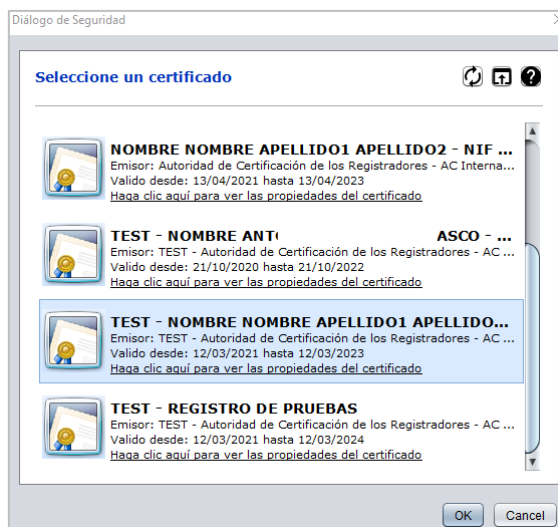 Diálogo de Seguridad
Seleccione un certificado
NOMBRE NOMBRE APELLIDO1 APELLIDO2 - NIF ...
Emisor: Autoridad de Certificación de los Registradores - AC Interna...
Valido desde: 13/04/2021 hasta 13/04/2023
Haga clic aquí para ver las propiedades del certificado
TEST - NOMBRE ASCO - ...
Emisor: TEST - Autoridad de Certificación de los Registradores - AC ...
Valido desde: 21/10/2020 hasta 21/10/2022
Haga clic aquí para ver las propiedades del certificado
TEST - NOMBRE NOMBRE APELLIDO1 APELLIDO...
Emisor: TEST - Autoridad de Certificación de los Registradores - AC ...
Valido desde: 12/03/2021 hasta 12/03/2023
Haga clic aquí para ver las propiedades del certificado
TEST - REGISTRO DE PRUEBAS
Emisor: TEST - Autoridad de Certificación de los Registradores - AC ...
Valido desde: 12/03/2021 hasta 12/03/2024
Haga clic aquí para ver las propiedades del certificado
OK Cancel